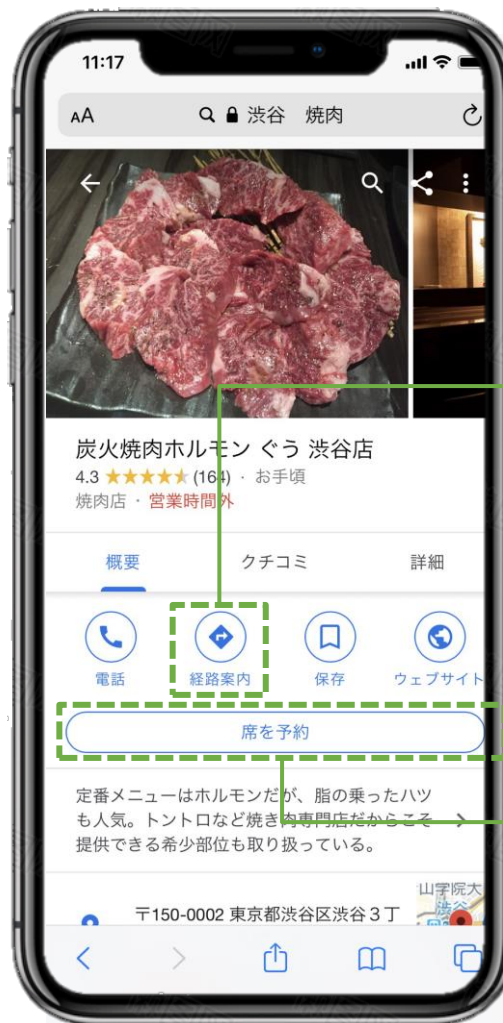 11:17
AA 渋谷 焼肉
炭火焼肉ホルモン ぐう 渋谷店
4.3 ★★★★★ (164) · お手頃
焼肉店 · 営業時間外
概要 クチコミ 詳細
電話 経路案内 保存 ウェブサイト
席を予約
定番メニューはホルモンだが、脂の乗ったハツ
も人気。トントロなど焼き肉専門店だからこそ
提供できる希少部位も取り扱っている。
山学院大
渋谷
〒150-0002 東京都渋谷区渋谷3丁